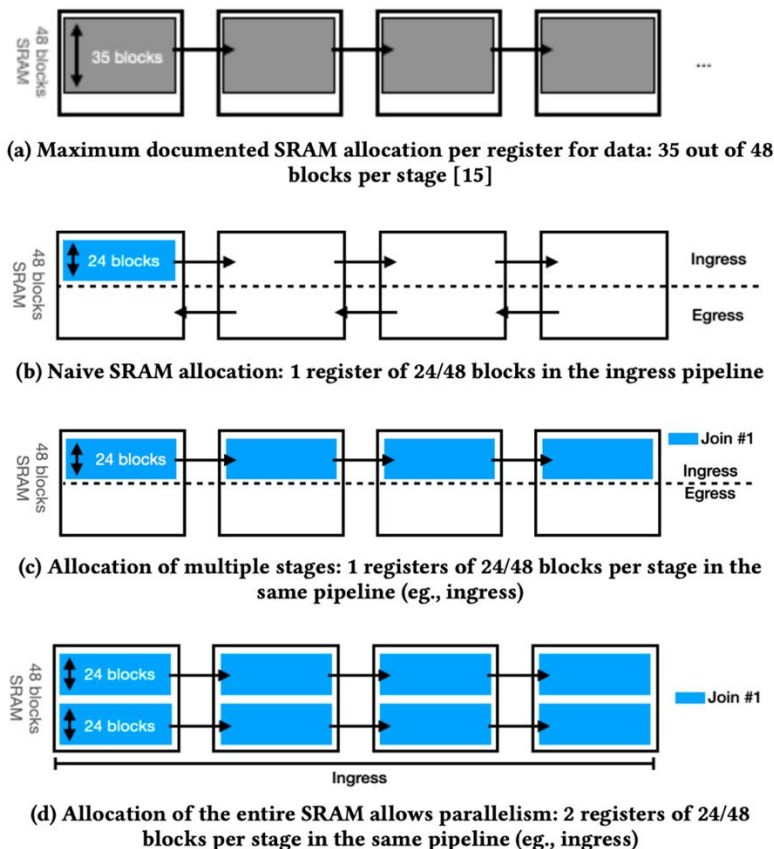 48 blocks
SRAM
35 blocks
...
(a) Maximum documented SRAM allocation per register for data: 35 out of 48
blocks per stage [15]
48 blocks
SRAM
24 blocks
Ingress
Egress
(b) Naive SRAM allocation: 1 register of 24/48 blocks in the ingress pipeline
48 blocks
SRAM
24 blocks
Join #1
Ingress
Egress
(c) Allocation of multiple stages: 1 registers of 24/48 blocks per stage in the
same pipeline (eg., ingress)
48 blocks
SRAM
24 blocks
24 blocks
Join #1
Ingress
(d) Allocation of the entire SRAM allows parallelism: 2 registers of 24/48
blocks per stage in the same pipeline (eg., ingress)